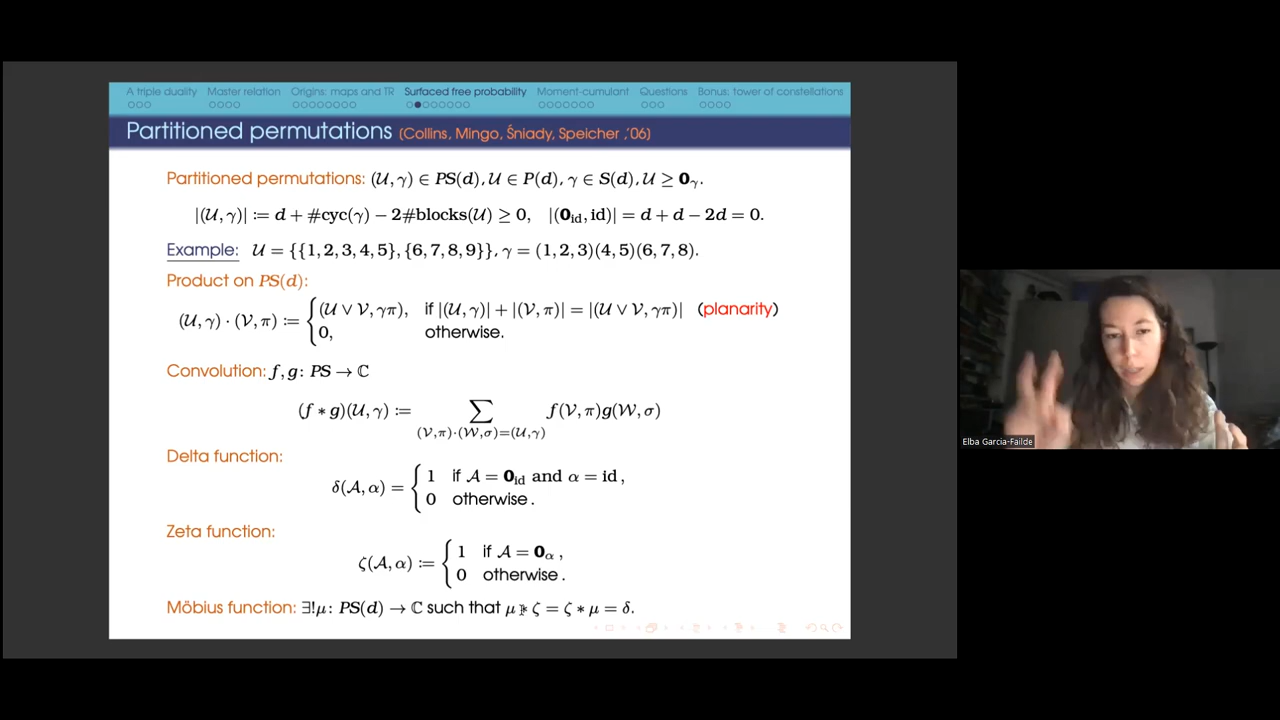 A triple duality Master relation Origins: maps and TR Surfaced free probability Moment-cumulant Questions Bonus: tower of constellations
Partitioned permutations [Collins, Mingo, Śniady, Speicher ,'06]
Partitioned permutations: (𝒰, γ) ∈ PS(d), 𝒰 ∈ P(d), γ ∈ S(d), 𝒰 ≥ 𝟎_γ.
|(𝒰, γ)| ≔ d + #cyc(γ) − 2#blocks(𝒰) ≥ 0, |(𝟎_id, id)| = d + d − 2d = 0.
Example: 𝒰 = {{1, 2, 3, 4, 5}, {6, 7, 8, 9}}, γ = (1, 2, 3)(4, 5)(6, 7, 8).
Product on PS(d):
(𝒰, γ) · (𝒱, π) ≔ { (𝒰 ∨ 𝒱, γπ), if |(𝒰, γ)| + |(𝒱, π)| = |(𝒰 ∨ 𝒱, γπ)| (planarity)
0, otherwise.
Convolution: f, g: PS → ℂ
(f ∗ g)(𝒰, γ) ≔ ∑ f(𝒱, π)g(𝒲, σ)
(𝒱,π)·(𝒲,σ)=(𝒰,γ)
Delta function:
δ(𝒜, α) = { 1 if 𝒜 = 𝟎_id and α = id ,
0 otherwise .
Zeta function:
ζ(𝒜, α) ≔ { 1 if 𝒜 = 𝟎_α ,
0 otherwise .
Möbius function: ∃!μ: PS(d) → ℂ such that μ ∗ ζ = ζ ∗ μ = δ.
Elba Garcia-Failde